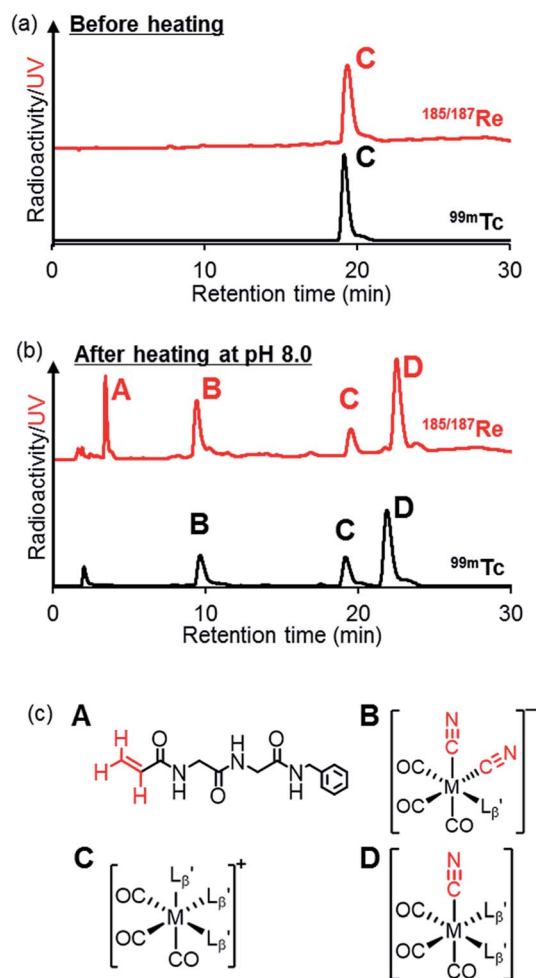 (a) Before heating
Radioactivity/UV
C
185/187Re
C
99mTc
0 10 20 30
Retention time (min)
(b) After heating at pH 8.0
Radioactivity/UV
A B C D
185/187Re
B C D
99mTc
0 10 20 30
Retention time (min)
(c) A
H H H O N H H N O O N H
B
N C C N − OC OC M Lβ' CO
C
Lβ' + OC OC M Lβ' Lβ' CO
D
N C OC OC M Lβ' Lβ' CO